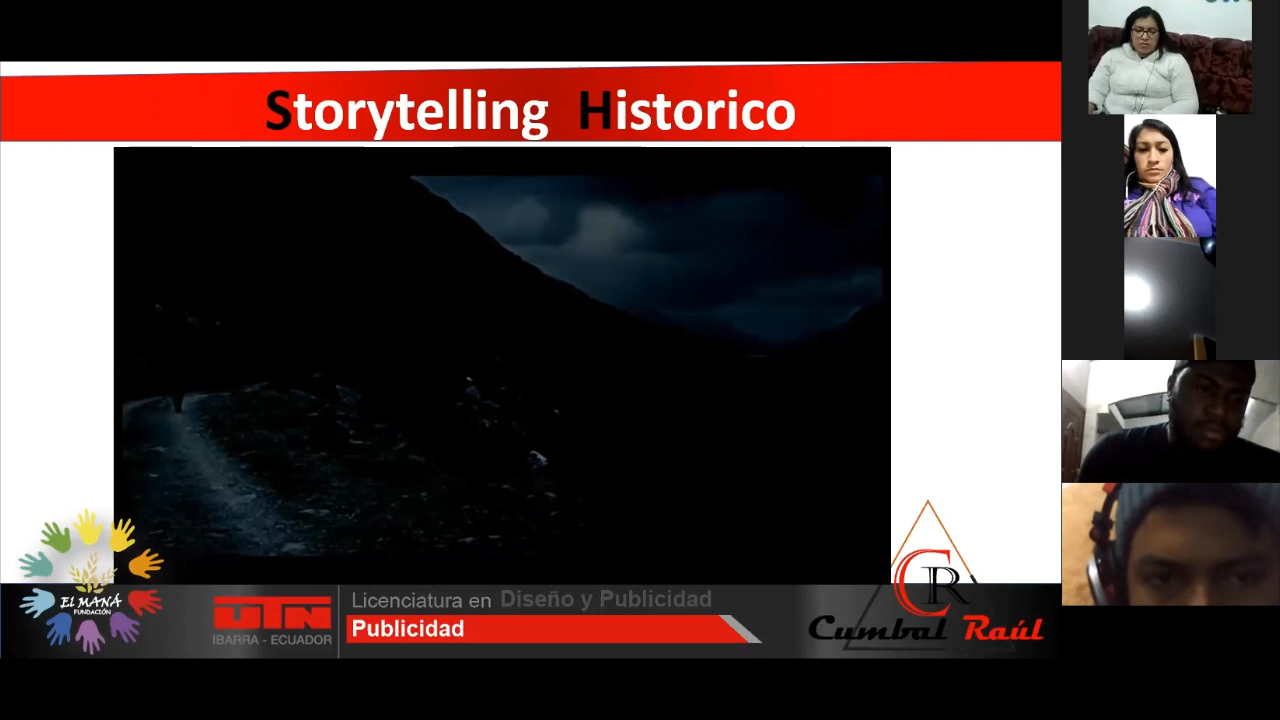 Storytelling Historico
EL MANÁ
FUNDACIÓN
UTN
IBARRA - ECUADOR
Licenciatura en Diseño y Publicidad
Publicidad
CR
Cumbal Raúl